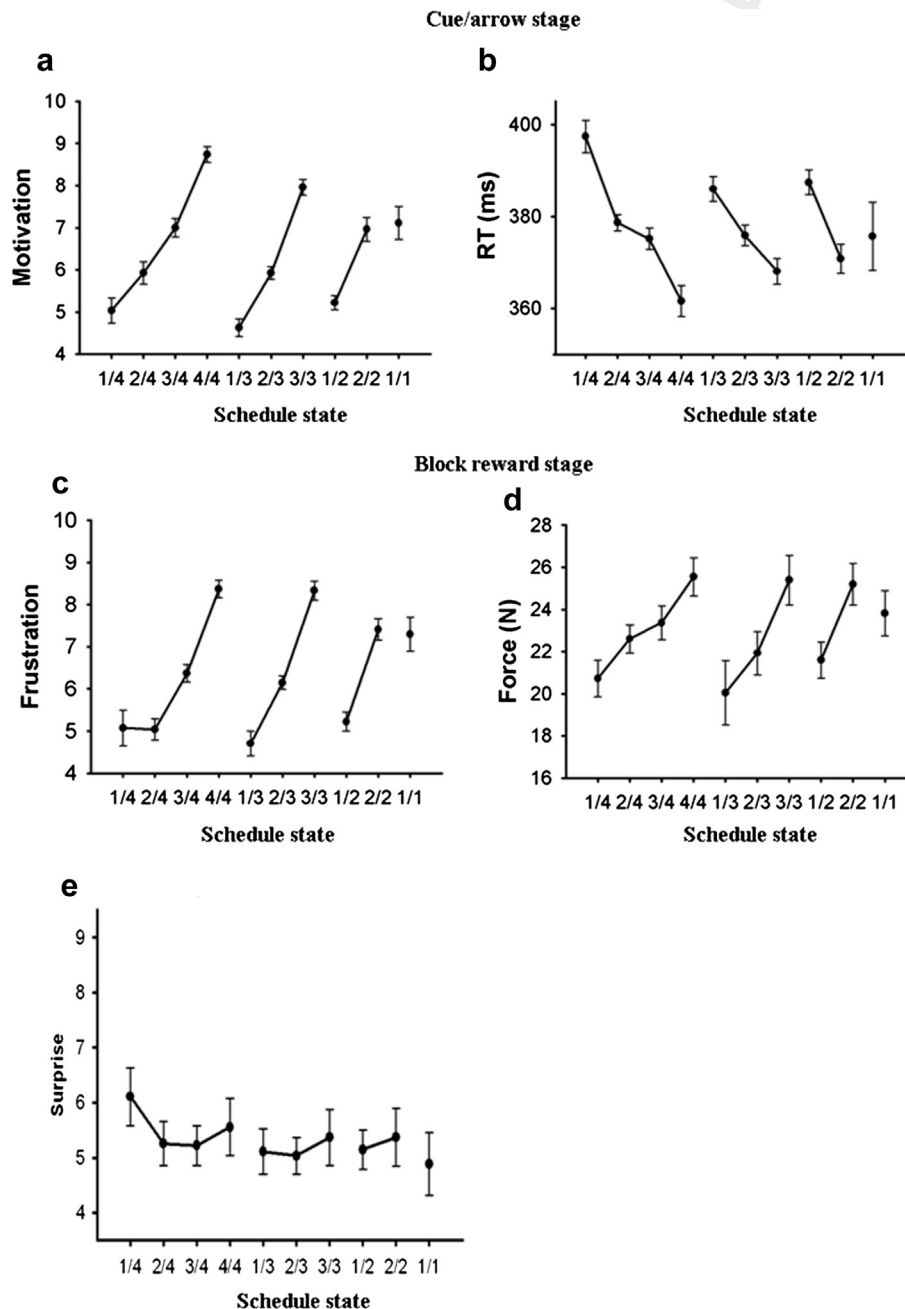 Cue/arrow stage
a
b
10
9
8
7
6
5
4
Motivation
1/4 2/4 3/4 4/4 1/3 2/3 3/3 1/2 2/2 1/1
Schedule state
400
380
360
RT (ms)
1/4 2/4 3/4 4/4 1/3 2/3 3/3 1/2 2/2 1/1
Schedule state
Block reward stage
c
d
10
9
8
7
6
5
4
Frustration
1/4 2/4 3/4 4/4 1/3 2/3 3/3 1/2 2/2 1/1
Schedule state
28
26
24
22
20
18
16
Force (N)
1/4 2/4 3/4 4/4 1/3 2/3 3/3 1/2 2/2 1/1
Schedule state
e
9
8
7
6
5
4
Surprise
1/4 2/4 3/4 4/4 1/3 2/3 3/3 1/2 2/2 1/1
Schedule state